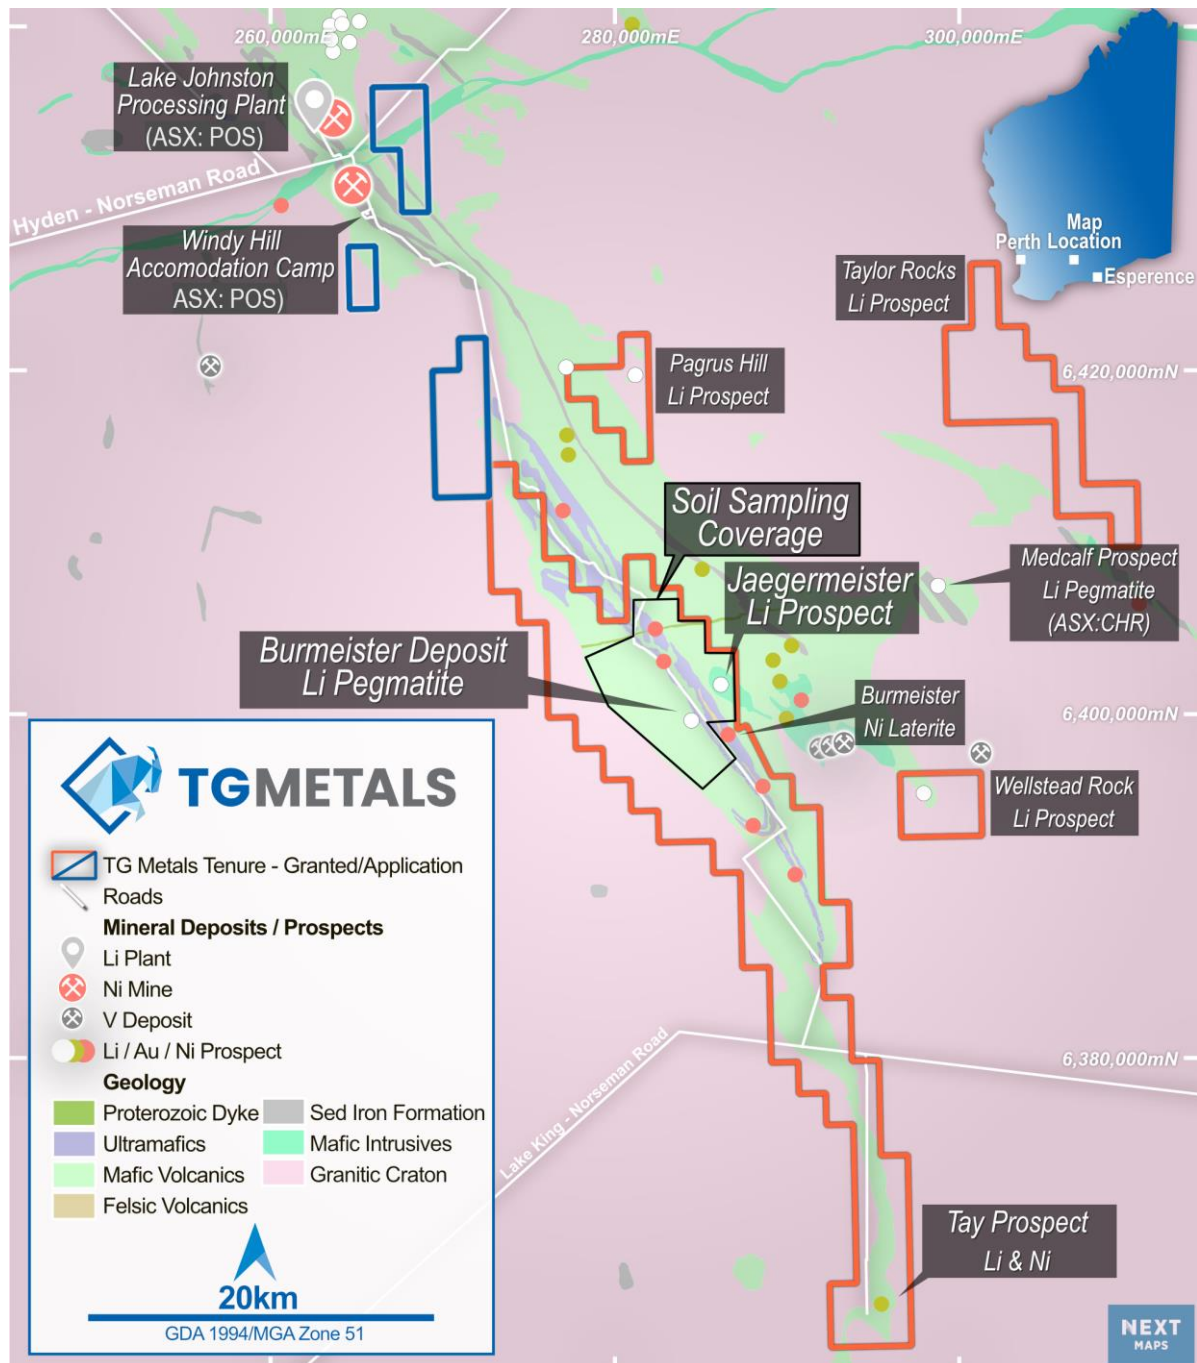 260,000mE
280,000mE
300,000mE
Lake Johnston
Processing Plant
(ASX: POS)
Hyden - Norseman Road
Windy Hill
Accomodation Camp
ASX: POS)
Map
Perth Location
Esperence
Taylor Rocks
Li Prospect
Pagrus Hill
Li Prospect
6,420,000mN
Soil Sampling
Coverage
Jaegermeister
Li Prospect
Medcalf Prospect
Li Pegmatite
(ASX:CHR)
Burmeister Deposit
Li Pegmatite
Burmeister
Ni Laterite
6,400,000mN
Wellstead Rock
Li Prospect
TGMETALS
TG Metals Tenure - Granted/Application
Roads
Mineral Deposits / Prospects
Li Plant
Ni Mine
V Deposit
Li / Au / Ni Prospect
Geology
Proterozoic Dyke
Sed Iron Formation
Ultramafics
Mafic Intrusives
Mafic Volcanics
Granitic Craton
Felsic Volcanics
20km
GDA 1994/MGA Zone 51
6,380,000mN
Lake King - Norseman Road
Tay Prospect
Li & Ni
NEXT
MAPS